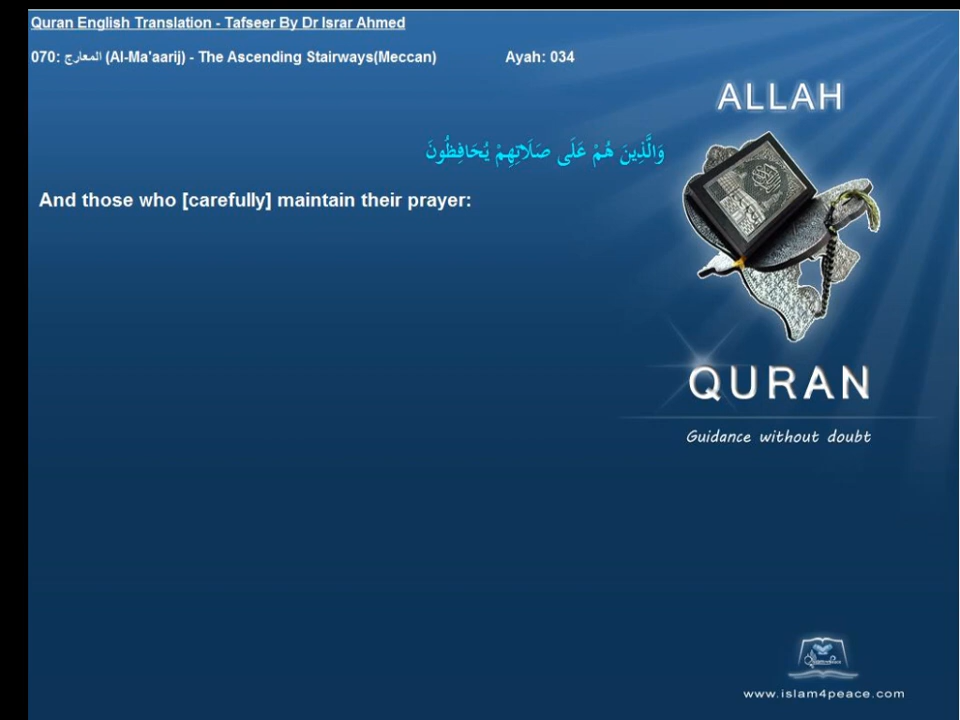 Quran English Translation - Tafseer By Dr Israr Ahmed
070: المعارج (Al-Ma'aarij) - The Ascending Stairways(Meccan) Ayah: 034
ALLAH
وَالَّذِينَ هُمْ عَلَى صَلَاتِهِمْ يُحَافِظُونَ
And those who [carefully] maintain their prayer:
QURAN
Guidance without doubt
www.islam4peace.com